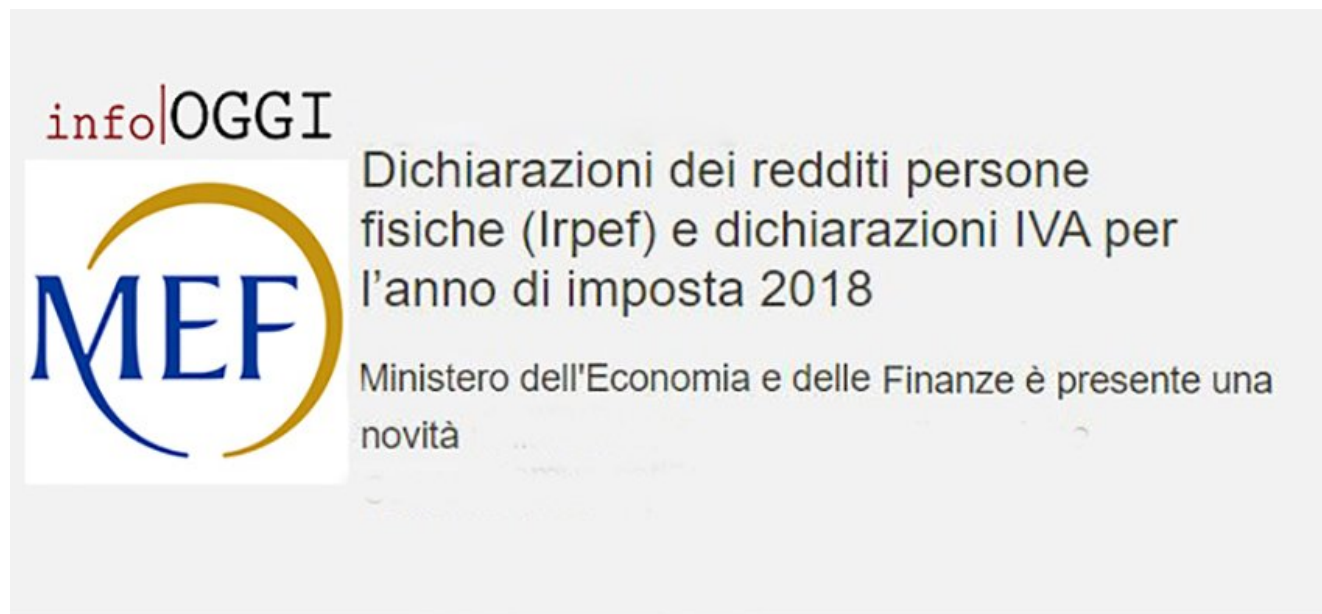 info|OGGI
MEF
Dichiarazioni dei redditi persone
fisiche (Irpef) e dichiarazioni IVA per
l’anno di imposta 2018
Ministero dell'Economia e delle Finanze è presente una
novità